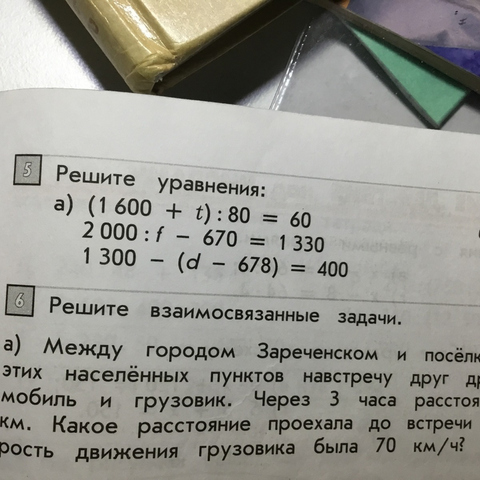 5 Решите уравнения:
а) (1 600 + t) : 80 = 60
2 000 : f − 670 = 1 330
1 300 − (d − 678) = 400
6 Решите взаимосвязанные задачи.
а) Между городом Зареченском и посёлк
этих населённых пунктов навстречу друг др
мобиль и грузовик. Через 3 часа расстоя
км. Какое расстояние проехала до встречи
рость движения грузовика была 70 км/ч?